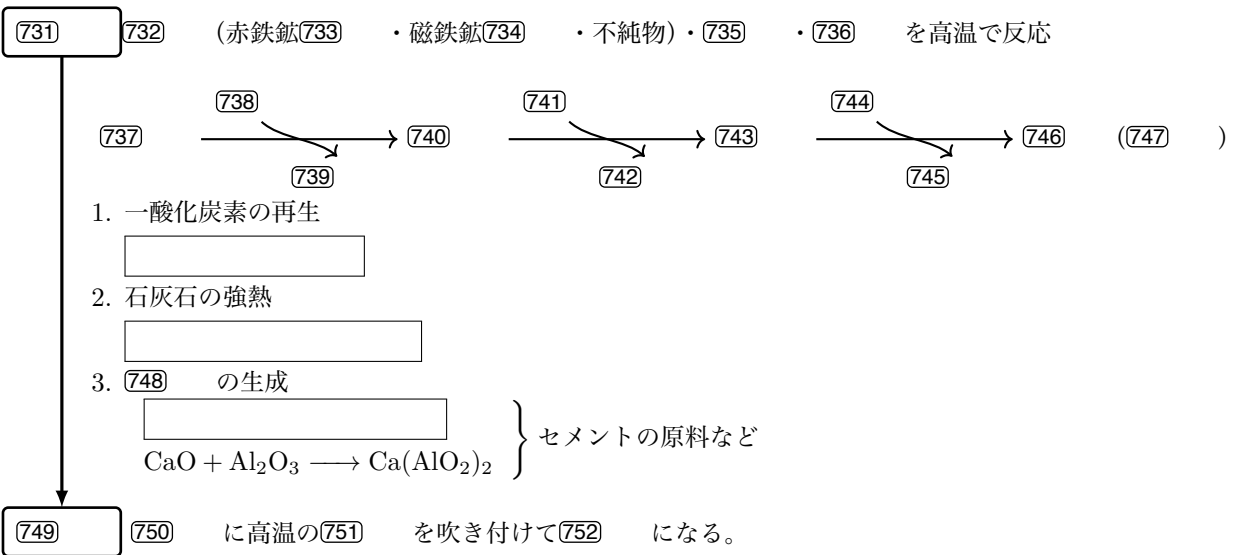 731 732 (赤鉄鉱733 ・磁鉄鉱734 ・不純物)・735 ・736 を高温で反応
738 741 744
737 740 743 746 (747 )
739 742 745
1. 一酸化炭素の再生
2. 石灰石の強熱
3. 748 の生成
セメントの原料など
CaO + Al₂O₃ ⟶ Ca(AlO₂)₂
749 750 に高温の751 を吹き付けて752 になる。